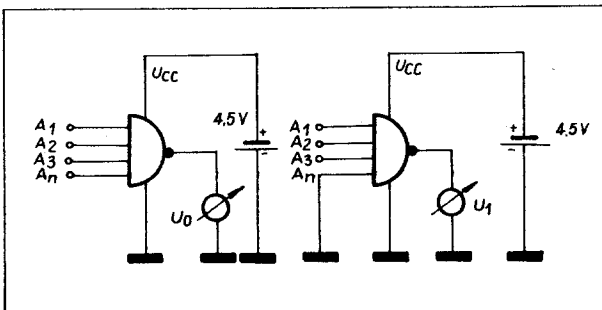 UCC
4,5V
+
-
A1
A2
A3
An
U0
UCC
4,5V
+
-
A1
A2
A3
An
U1